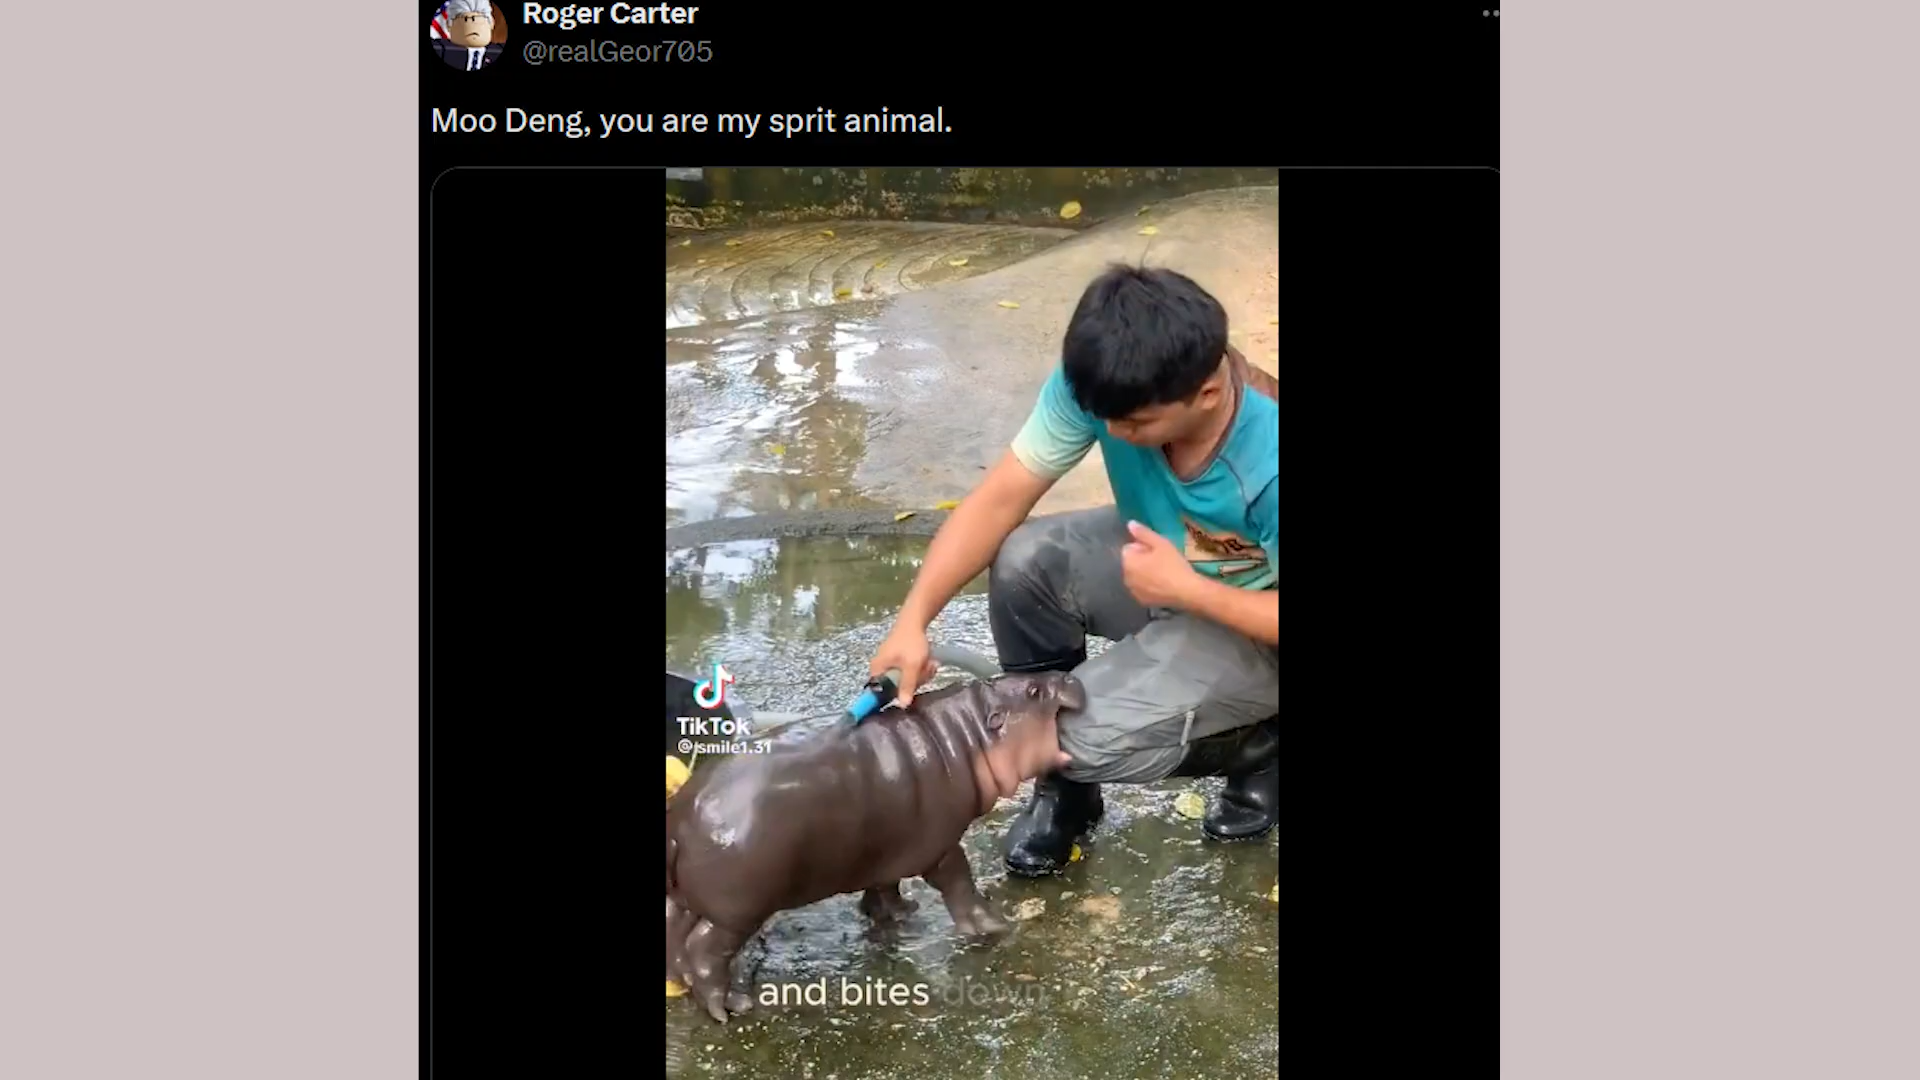 Roger Carter
@realGeor705
Moo Deng, you are my sprit animal.
TikTok
@/smile1.31
and bites down